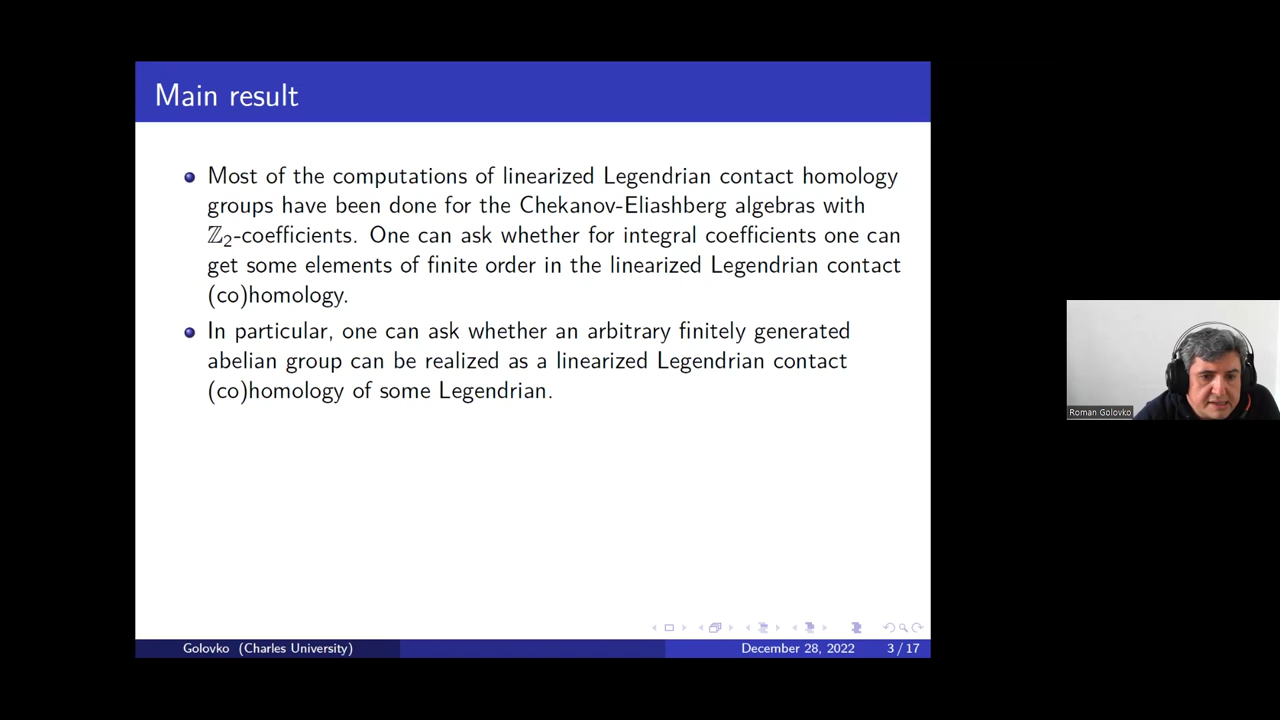 Main result
Most of the computations of linearized Legendrian contact homology
groups have been done for the Chekanov-Eliashberg algebras with
ℤ₂-coefficients. One can ask whether for integral coefficients one can
get some elements of finite order in the linearized Legendrian contact
(co)homology.
In particular, one can ask whether an arbitrary finitely generated
abelian group can be realized as a linearized Legendrian contact
(co)homology of some Legendrian.
Roman Golovko
Golovko (Charles University) December 28, 2022 3 / 17